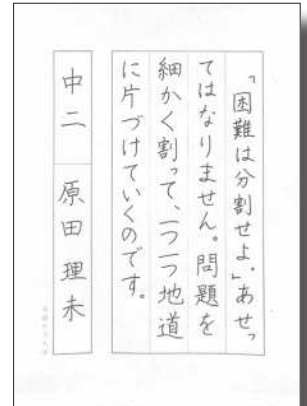 「困難は分割せよ。」あせっ
てはなりません。問題を
細かく割って、一つ一つ地道
に片づけていくのです。
中二 原田理未